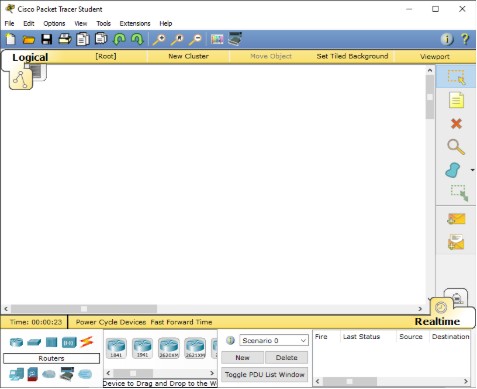 Cisco Packet Tracer Student
File Edit Options View Tools Extensions Help
Logical [Root] New Cluster Move Object Set Tiled Background Viewport
Time: 00:00:23 Power Cycle Devices Fast Forward Time Realtime
Routers
1841 1941 2620XM 2621XM
Device to Drag and Drop to the W
Scenario 0
New Delete
Toggle PDU List Window
Fire Last Status Source Destination